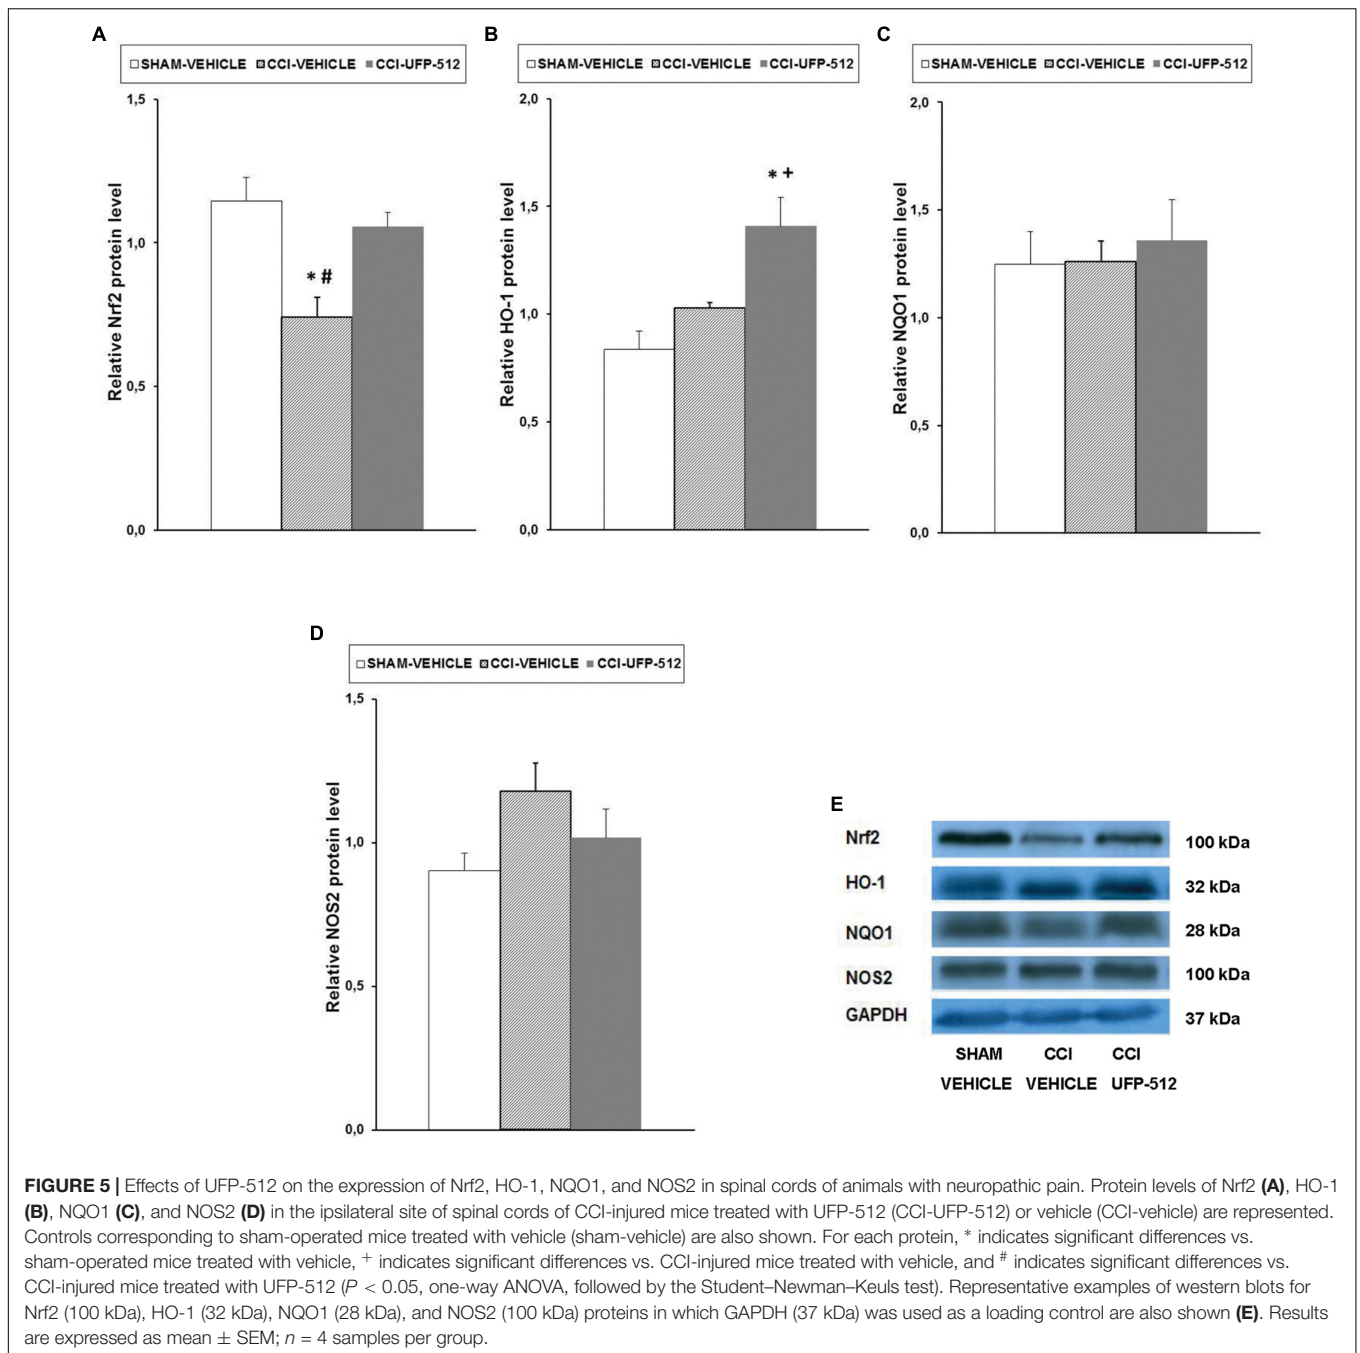 A
SHAM-VEHICLE CCI-VEHICLE CCI-UFP-512
1,5
1,0
0,5
0,0
Relative Nrf2 protein level
* #
B
SHAM-VEHICLE CCI-VEHICLE CCI-UFP-512
2,0
1,5
1,0
0,5
0,0
Relative HO-1 protein level
* +
C
SHAM-VEHICLE CCI-VEHICLE CCI-UFP-512
2,0
1,5
1,0
0,5
0,0
Relative NQO1 protein level
D
SHAM-VEHICLE CCI-VEHICLE CCI-UFP-512
1,5
1,0
0,5
0,0
Relative NOS2 protein level
E
Nrf2 100 kDa
HO-1 32 kDa
NQO1 28 kDa
NOS2 100 kDa
GAPDH 37 kDa
SHAM CCI CCI
VEHICLE VEHICLE UFP-512
FIGURE 5 | Effects of UFP-512 on the expression of Nrf2, HO-1, NQO1, and NOS2 in spinal cords of animals with neuropathic pain. Protein levels of Nrf2 (A), HO-1
(B), NQO1 (C), and NOS2 (D) in the ipsilateral site of spinal cords of CCI-injured mice treated with UFP-512 (CCI-UFP-512) or vehicle (CCI-vehicle) are represented.
Controls corresponding to sham-operated mice treated with vehicle (sham-vehicle) are also shown. For each protein, * indicates significant differences vs.
sham-operated mice treated with vehicle, + indicates significant differences vs. CCI-injured mice treated with vehicle, and # indicates significant differences vs.
CCI-injured mice treated with UFP-512 (P < 0.05, one-way ANOVA, followed by the Student–Newman–Keuls test). Representative examples of western blots for
Nrf2 (100 kDa), HO-1 (32 kDa), NQO1 (28 kDa), and NOS2 (100 kDa) proteins in which GAPDH (37 kDa) was used as a loading control are also shown (E). Results
are expressed as mean ± SEM; n = 4 samples per group.